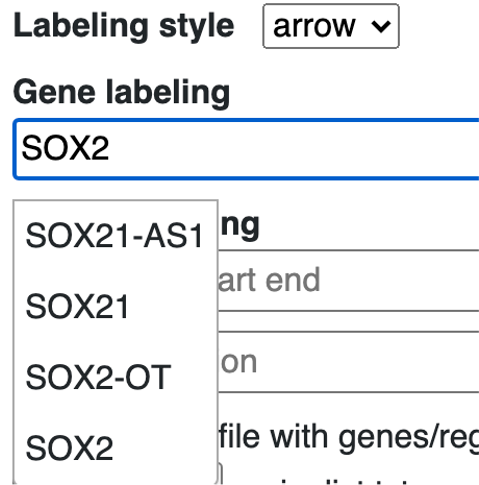 Labeling style arrow
Gene labeling
SOX2
SOX21-AS1
ng
SOX21
art end
SOX2-OT
on
SOX2
file with genes/reg